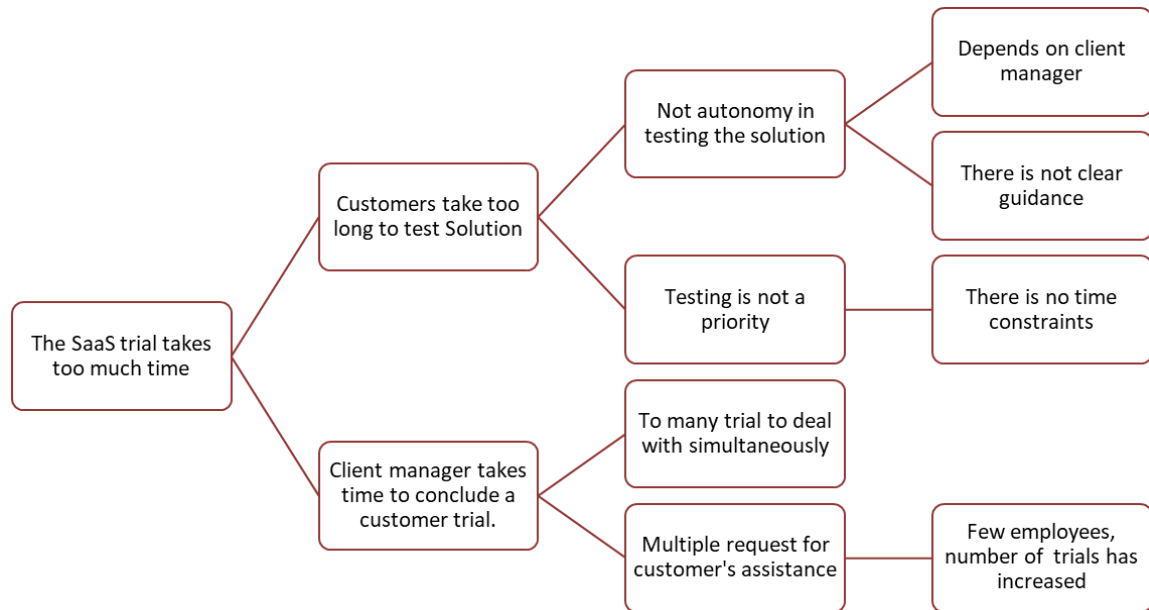 The SaaS trial takes
too much time
Customers take too
long to test Solution
Not autonomy in
testing the solution
Depends on client
manager
There is not clear
guidance
Testing is not a
priority
There is no time
constraints
Client manager takes
time to conclude a
customer trial.
To many trial to deal
with simultaneously
Multiple request for
customer's assistance
Few employees,
number of  trials has
increased